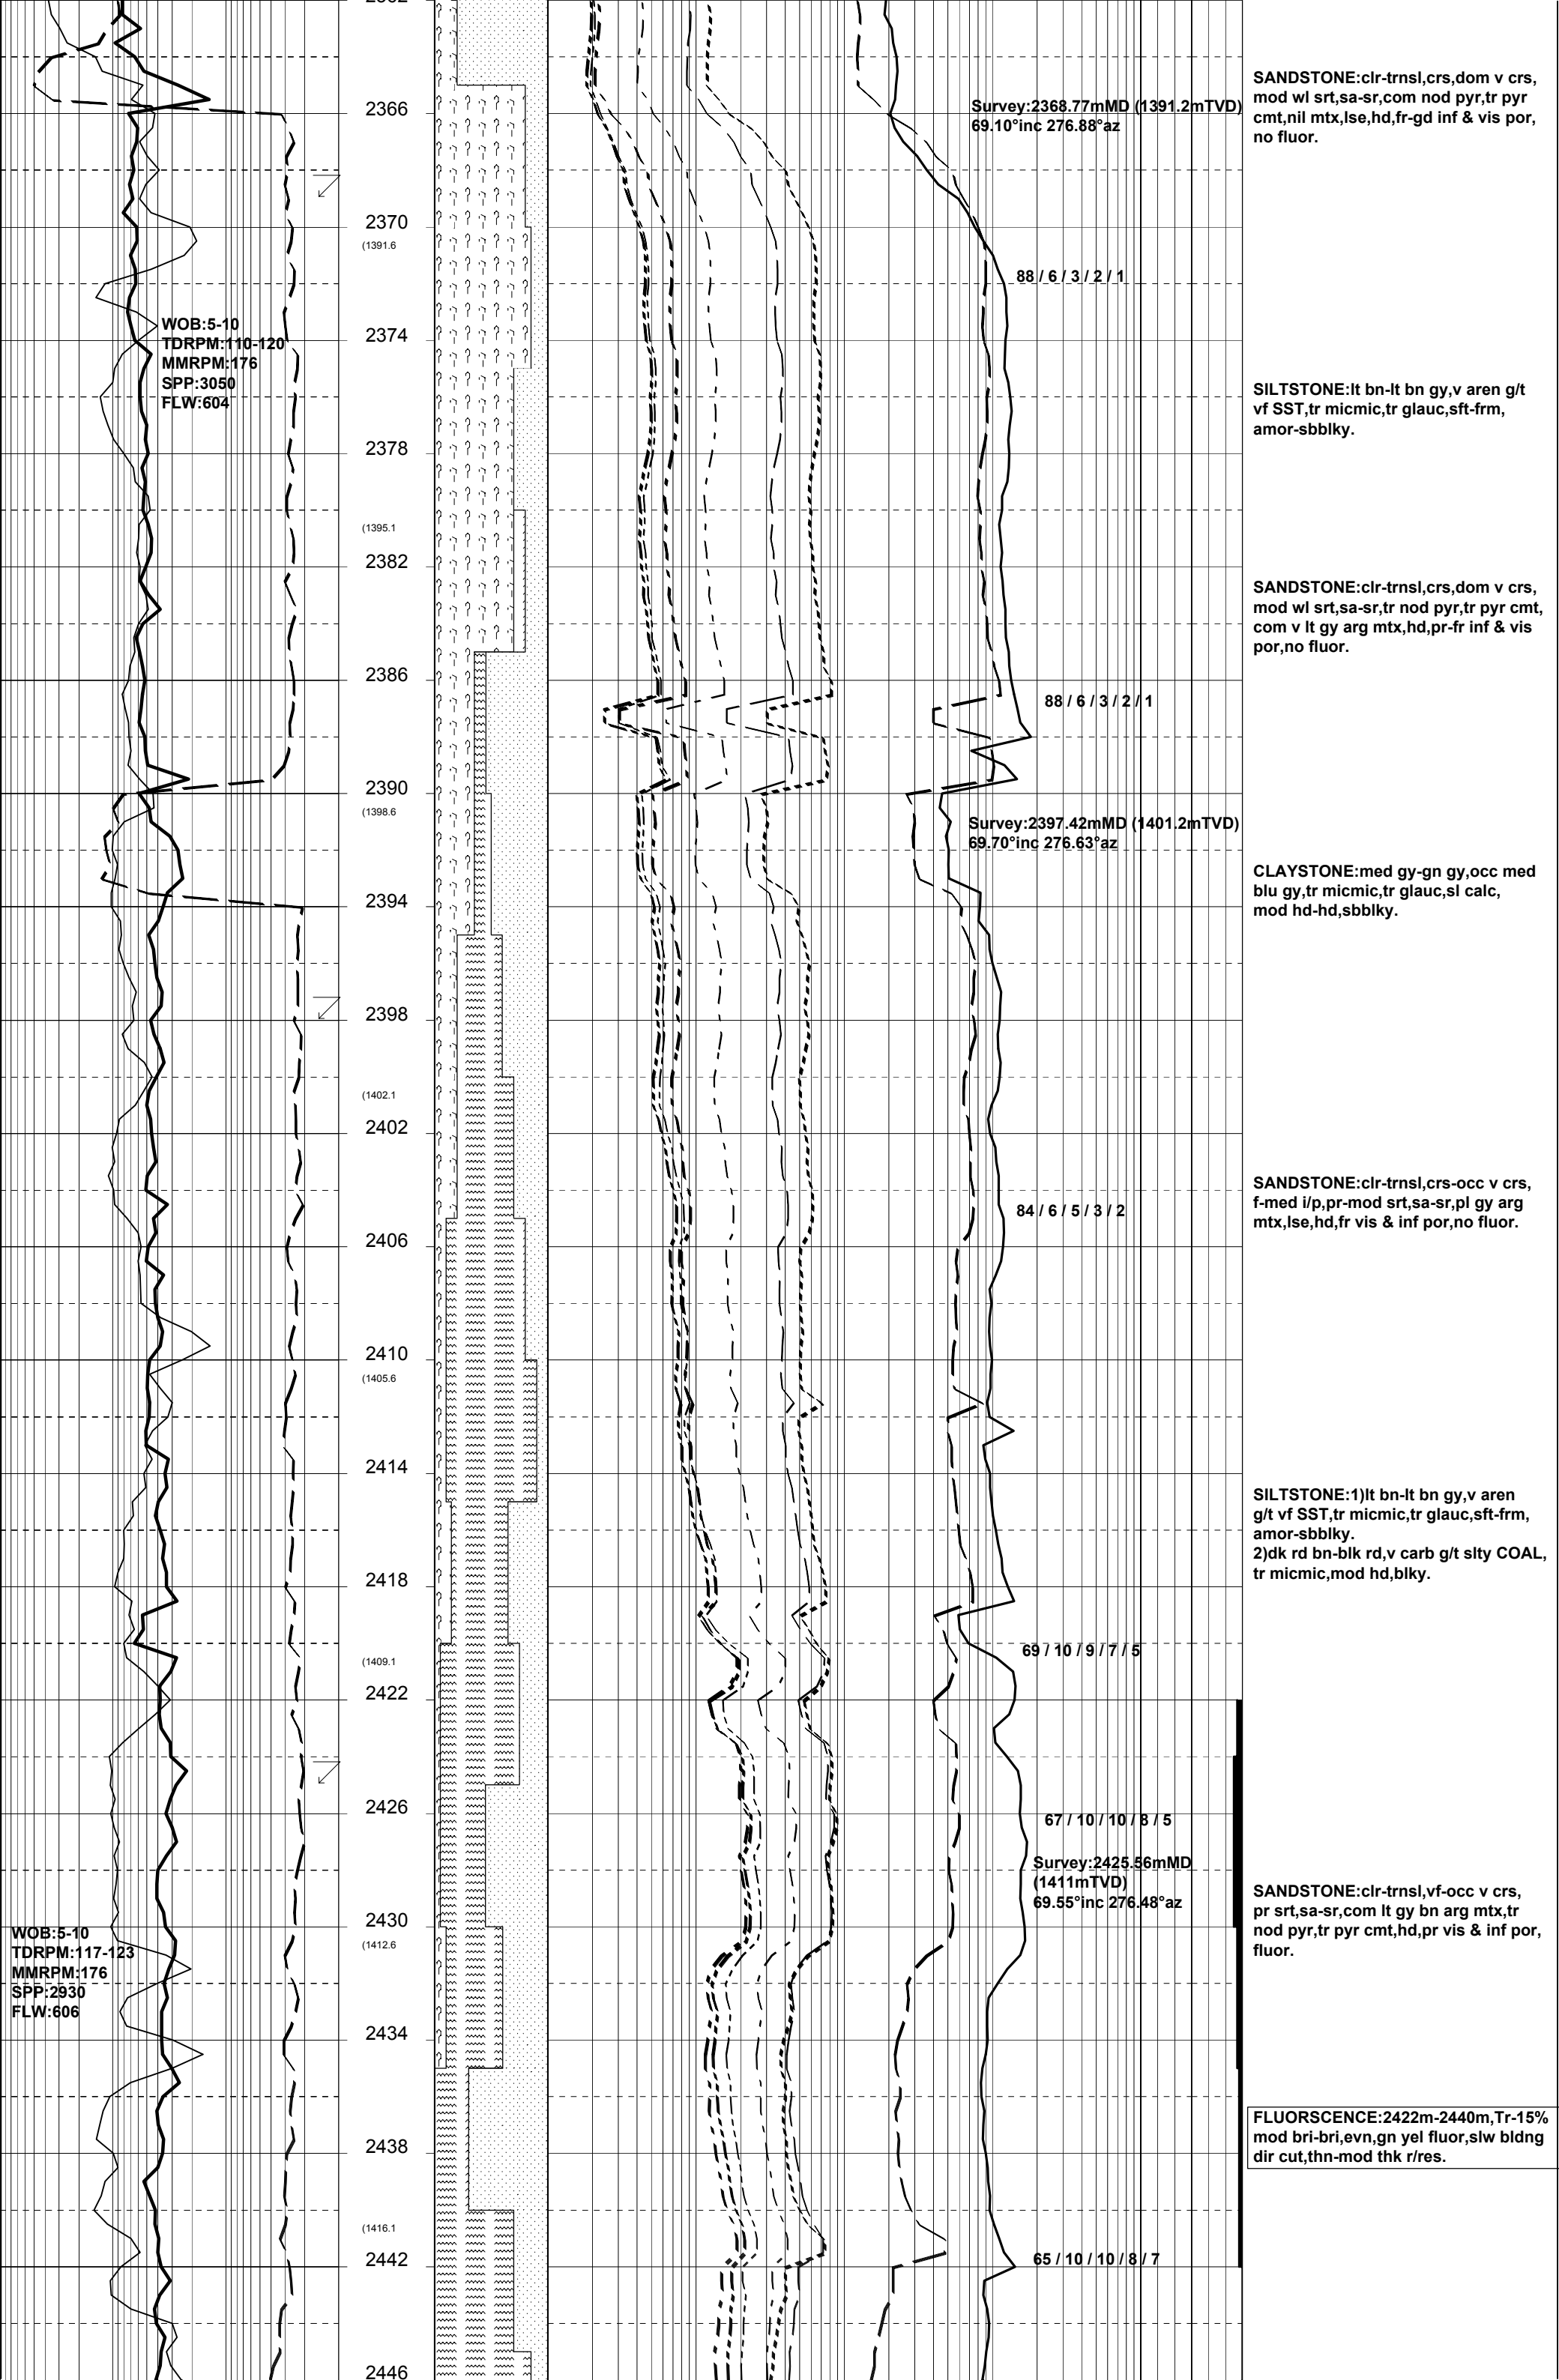 2366
2370
(1391.6
2374
2378
(1395.1
2382
2386
2390
(1398.6
2394
2398
(1402.1
2402
2406
2410
(1405.6
2414
2418
(1409.1
2422
2426
2430
(1412.6
2434
2438
(1416.1
2442
2446
WOB:5-10
TDRPM:110-120
MMRPM:176
SPP:3050
FLW:604
WOB:5-10
TDRPM:117-123
MMRPM:176
SPP:2930
FLW:606
Survey:2368.77mMD (1391.2mTVD)
69.10°inc 276.88°az
88 / 6 / 3 / 2 / 1
88 / 6 / 3 / 2 / 1
Survey:2397.42mMD (1401.2mTVD)
69.70°inc 276.63°az
84 / 6 / 5 / 3 / 2
69 / 10 / 9 / 7 / 5
67 / 10 / 10 / 8 / 5
Survey:2425.56mMD
(1411mTVD)
69.55°inc 276.48°az
65 / 10 / 10 / 8 / 7
SANDSTONE:clr-trnsl,crs,dom v crs,
mod wl srt,sa-sr,com nod pyr,tr pyr
cmt,nil mtx,lse,hd,fr-gd inf & vis por,
no fluor.
SILTSTONE:lt bn-lt bn gy,v aren g/t
vf SST,tr micmic,tr glauc,sft-frm,
amor-sbblky.
SANDSTONE:clr-trnsl,crs,dom v crs,
mod wl srt,sa-sr,tr nod pyr,tr pyr cmt,
com v lt gy arg mtx,hd,pr-fr inf & vis
por,no fluor.
CLAYSTONE:med gy-gn gy,occ med
blu gy,tr micmic,tr glauc,sl calc,
mod hd-hd,sbblky.
SANDSTONE:clr-trnsl,crs-occ v crs,
f-med i/p,pr-mod srt,sa-sr,pl gy arg
mtx,lse,hd,fr vis & inf por,no fluor.
SILTSTONE:1)lt bn-lt bn gy,v aren
g/t vf SST,tr micmic,tr glauc,sft-frm,
amor-sbblky.
2)dk rd bn-blk rd,v carb g/t slty COAL,
tr micmic,mod hd,blky.
SANDSTONE:clr-trnsl,vf-occ v crs,
pr srt,sa-sr,com lt gy bn arg mtx,tr
nod pyr,tr pyr cmt,hd,pr vis & inf por,
fluor.
FLUORSCENCE:2422m-2440m,Tr-15%
mod bri-bri,evn,gn yel fluor,slw bldng
dir cut,thn-mod thk r/res.